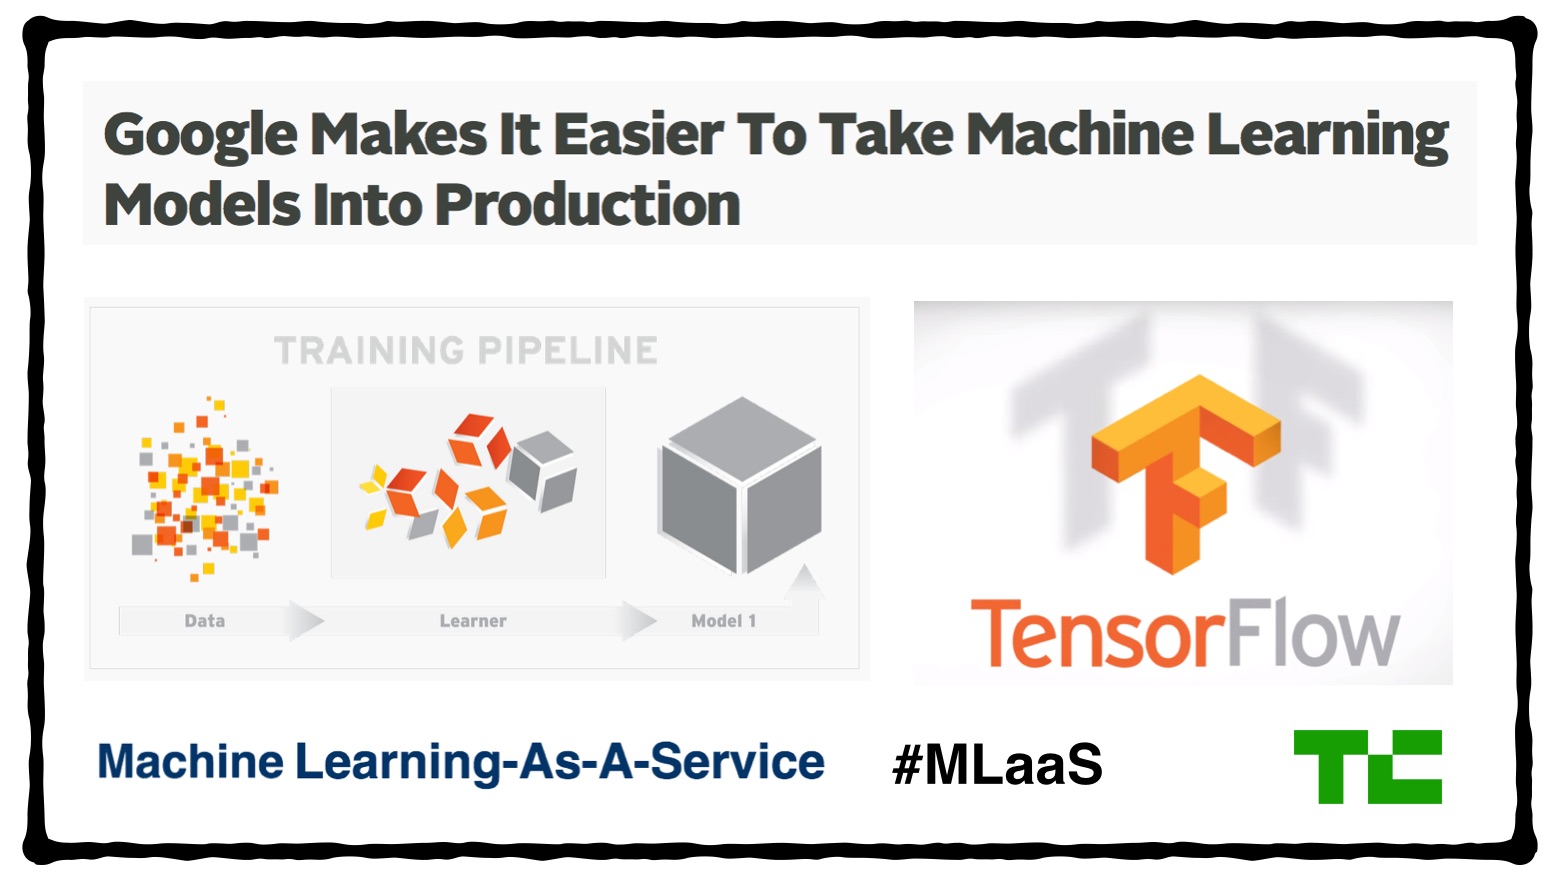 Google Makes It Easier To Take Machine Learning
Models Into Production
TRAINING PIPELINE
Data
Learner
Model 1
TensorFlow
Machine Learning-As-A-Service
#MLaaS
TC